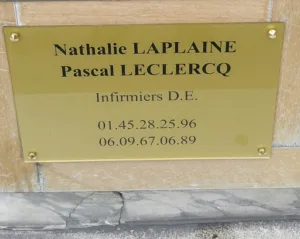 Nathalie LAPLAINE
Pascal LECLERCQ
Infirmiers D.E.
01.45.28.25.96
06.09.67.06.89